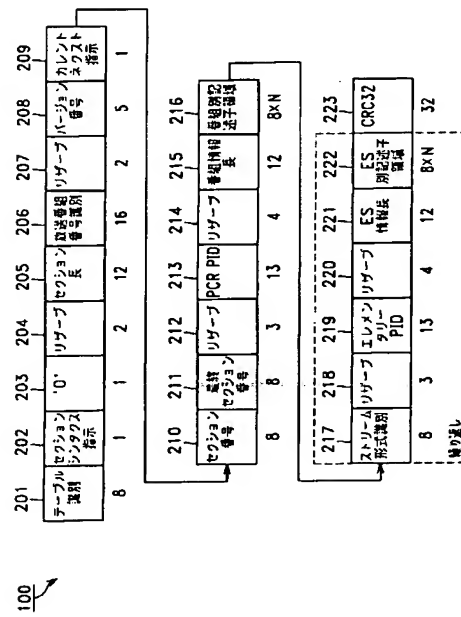 100
201 202 203 204 205 206 207 208 209
テーブル識別
セクションシンタクス指示
'0'
リザーブ
セクション長
放送番組番号識別
リザーブ
バージョン番号
カレントネクスト指示
8 1 1 2 12 16 2 5 1
210 211 212 213 214 215 216
セクション番号
最終セクション番号
リザーブ
PCR PID
リザーブ
番組情報長
番組別記述子領域
8 8 3 13 4 12 8×N
217 218 219 220 221 222 223
ストリーム形式識別
リザーブ
エレメンタリーPID
リザーブ
ES情報長
ES別記述子領域
CRC32
8 3 13 4 12 8×N 32
繰り返し